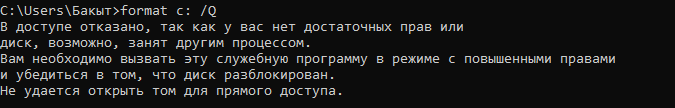 C:\Users\Бакыт>format c: /Q
В доступе отказано, так как у вас нет достаточных прав или
диск, возможно, занят другим процессом.
Вам необходимо вызвать эту служебную программу в режиме с повышенными правами
и убедиться в том, что диск разблокирован.
Не удается открыть том для прямого доступа.